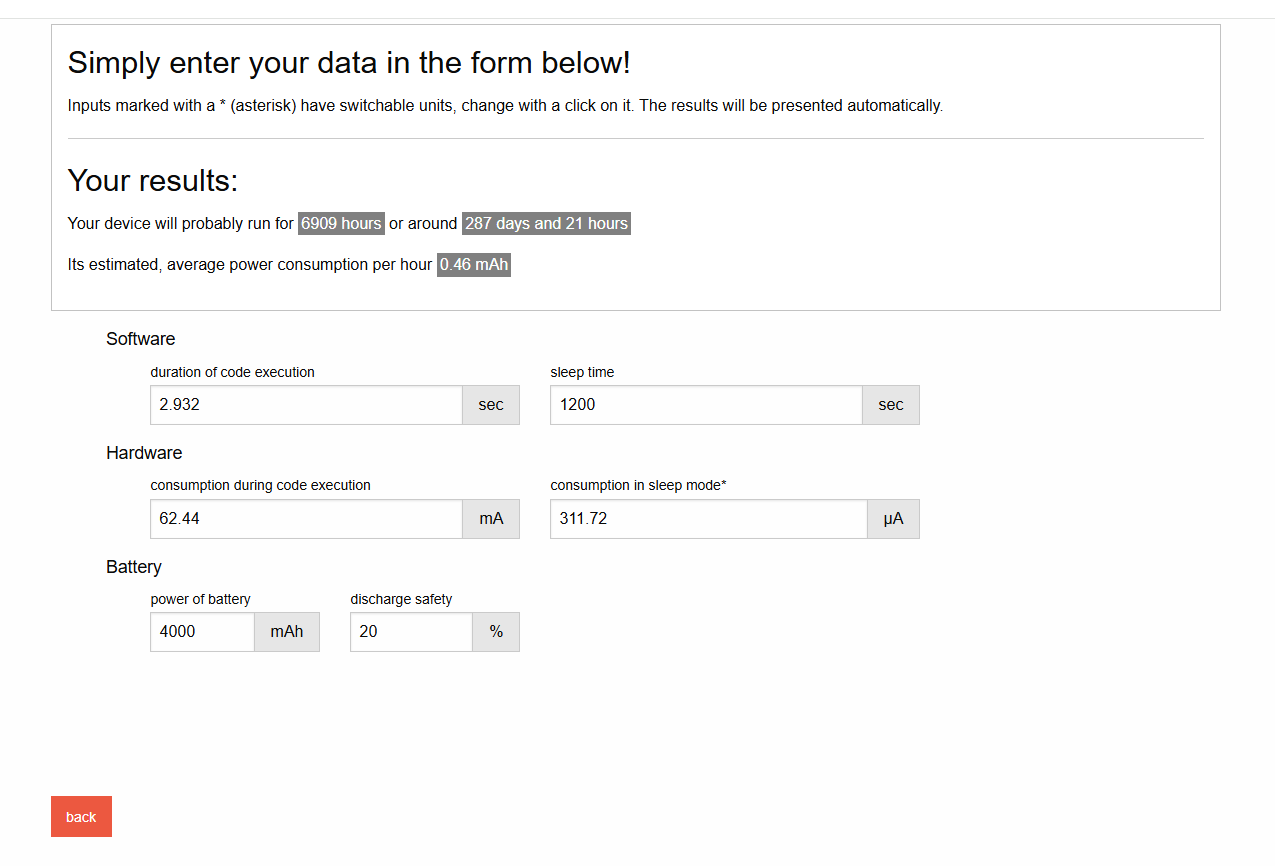 Simply enter your data in the form below!
Inputs marked with a * (asterisk) have switchable units, change with a click on it. The results will be presented automatically.
Your results:
Your device will probably run for 6909 hours or around 287 days and 21 hours
Its estimated, average power consumption per hour 0.46 mAh
Software
duration of code execution sleep time
2.932 sec 1200 sec
Hardware
consumption during code execution consumption in sleep mode*
62.44 mA 311.72 µA
Battery
power of battery discharge safety
4000 mAh 20 %
back